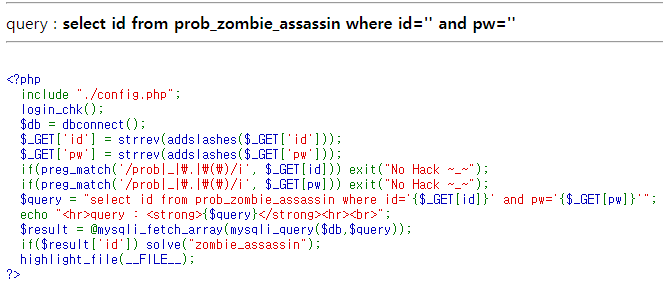 query : select id from prob_zombie_assassin where id='' and pw=''
<?php
include "./config.php";
login_chk();
$db = dbconnect();
$_GET['id'] = strrev(addslashes($_GET['id']));
$_GET['pw'] = strrev(addslashes($_GET['pw']));
if(preg_match('/prob|_|₩.|₩(₩)/i', $_GET[id])) exit("No Hack ~_~");
if(preg_match('/prob|_|₩.|₩(₩)/i', $_GET[pw])) exit("No Hack ~_~");
$query = "select id from prob_zombie_assassin where id='{$_GET[id]}' and pw='{$_GET[pw]}'";
echo "<hr>query : <strong>{$query}</strong><hr><br>";
$result = @mysqli_fetch_array(mysqli_query($db,$query));
if($result['id']) solve("zombie_assassin");
highlight_file(__FILE__);
?>